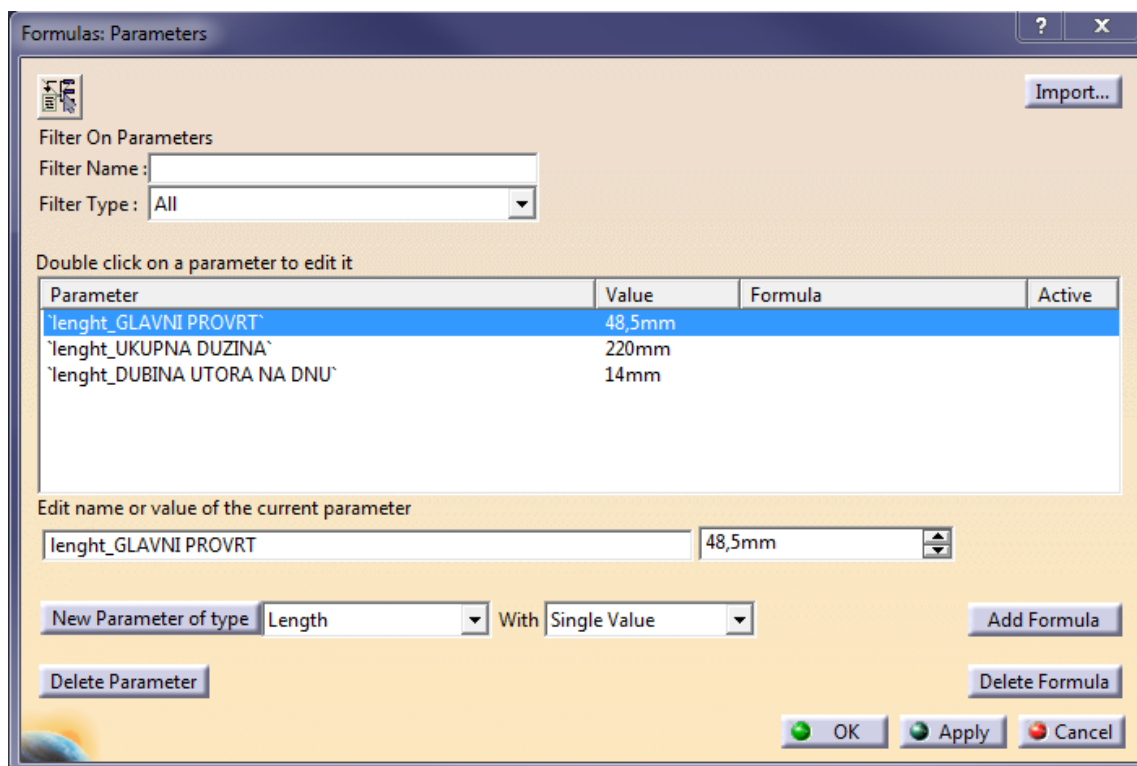 Formulas: Parameters
? x
Import...
Filter On Parameters
Filter Name :
Filter Type : All
Double click on a parameter to edit it
Parameter Value Formula Active
`lenght_GLAVNI PROVRT` 48,5mm
`lenght_UKUPNA DUZINA` 220mm
`lenght_DUBINA UTORA NA DNU` 14mm
Edit name or value of the current parameter
lenght_GLAVNI PROVRT 48,5mm
New Parameter of type Length With Single Value Add Formula
Delete Parameter Delete Formula
OK Apply Cancel